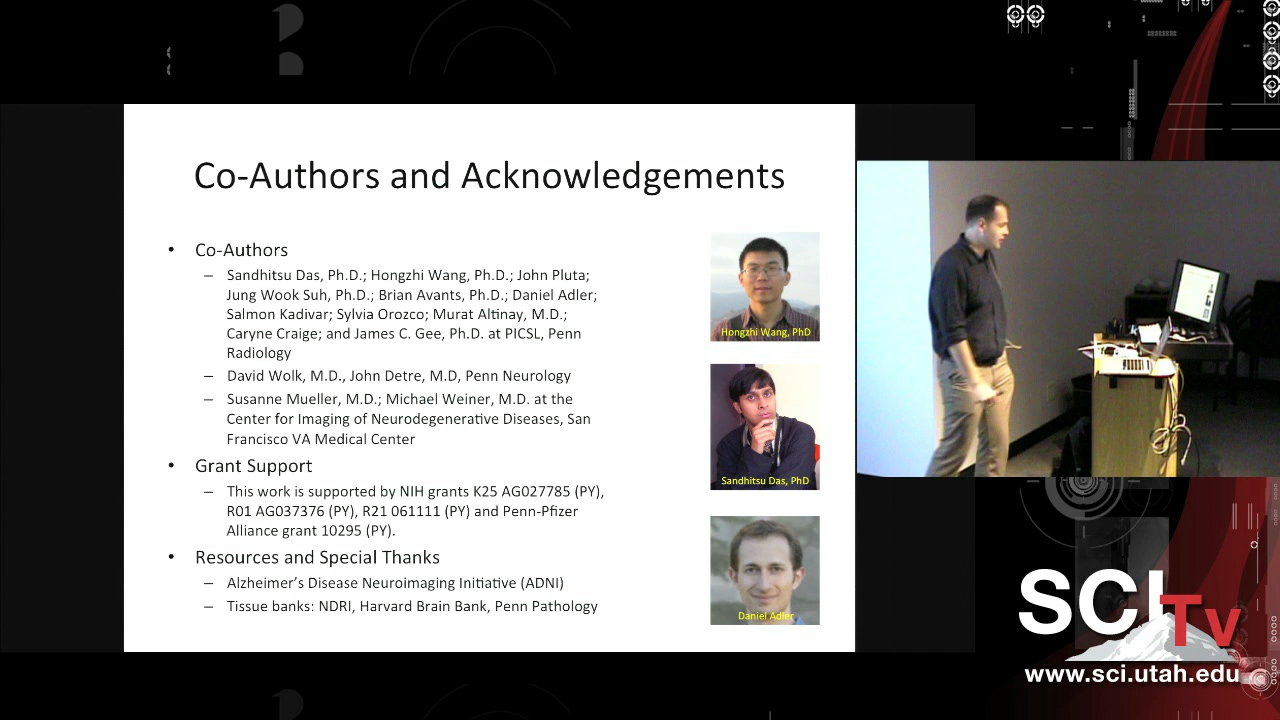 Co-Authors and Acknowledgements
• Co-Authors
– Sandhitsu Das, Ph.D.; Hongzhi Wang, Ph.D.; John Pluta;
Jung Wook Suh, Ph.D.; Brian Avants, Ph.D.; Daniel Adler;
Salmon Kadivar; Sylvia Orozco; Murat Altinay, M.D.;
Caryne Craige; and James C. Gee, Ph.D. at PICSL, Penn
Radiology
– David Wolk, M.D., John Detre, M.D, Penn Neurology
– Susanne Mueller, M.D.; Michael Weiner, M.D. at the
Center for Imaging of Neurodegenerative Diseases, San
Francisco VA Medical Center
• Grant Support
– This work is supported by NIH grants K25 AG027785 (PY),
R01 AG037376 (PY), R21 061111 (PY) and Penn-Pfizer
Alliance grant 10295 (PY).
• Resources and Special Thanks
– Alzheimer's Disease Neuroimaging Initiative (ADNI)
– Tissue banks: NDRI, Harvard Brain Bank, Penn Pathology
Hongzhi Wang, PhD
Sandhitsu Das, PhD
Daniel Adler
SCI Tv
www.sci.utah.edu